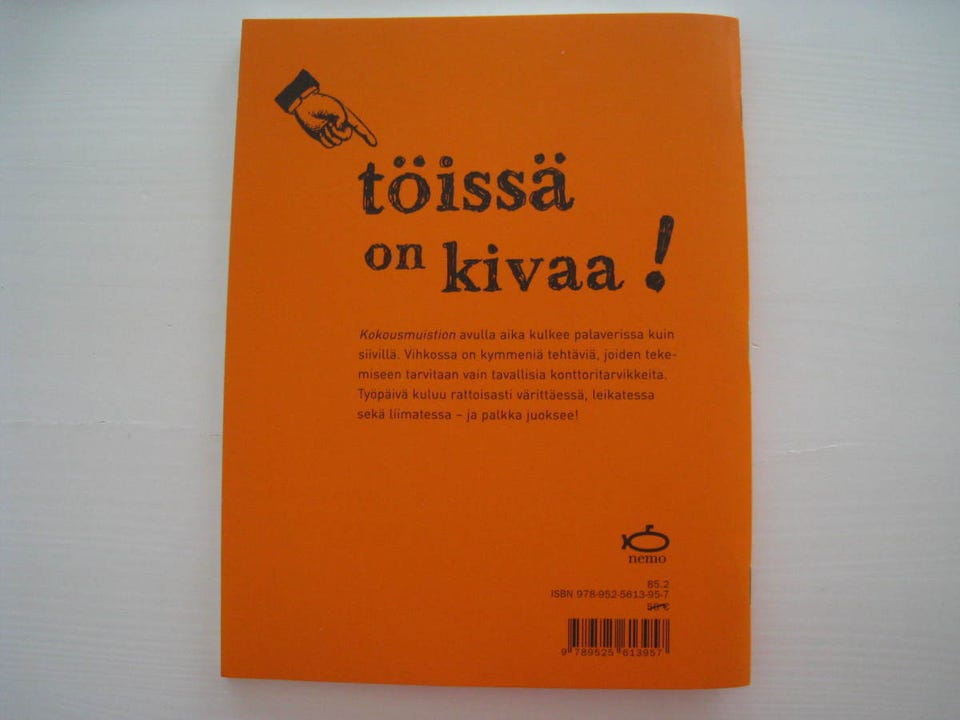 töissä
on kivaa!
Kokousmuistion avulla aika kulkee palaverissa kuin
siivillä. Vihkossa on kymmeniä tehtäviä, joiden teke-
miseen tarvitaan vain tavallisia konttoritarvikkeita.
Työpäivä kuluu rattoisasti värittäessä, leikatessa
sekä liimatessa – ja palkka juoksee!
nemo
85.2
ISBN 978-952-5613-95-7
50 €
9 789525 613957